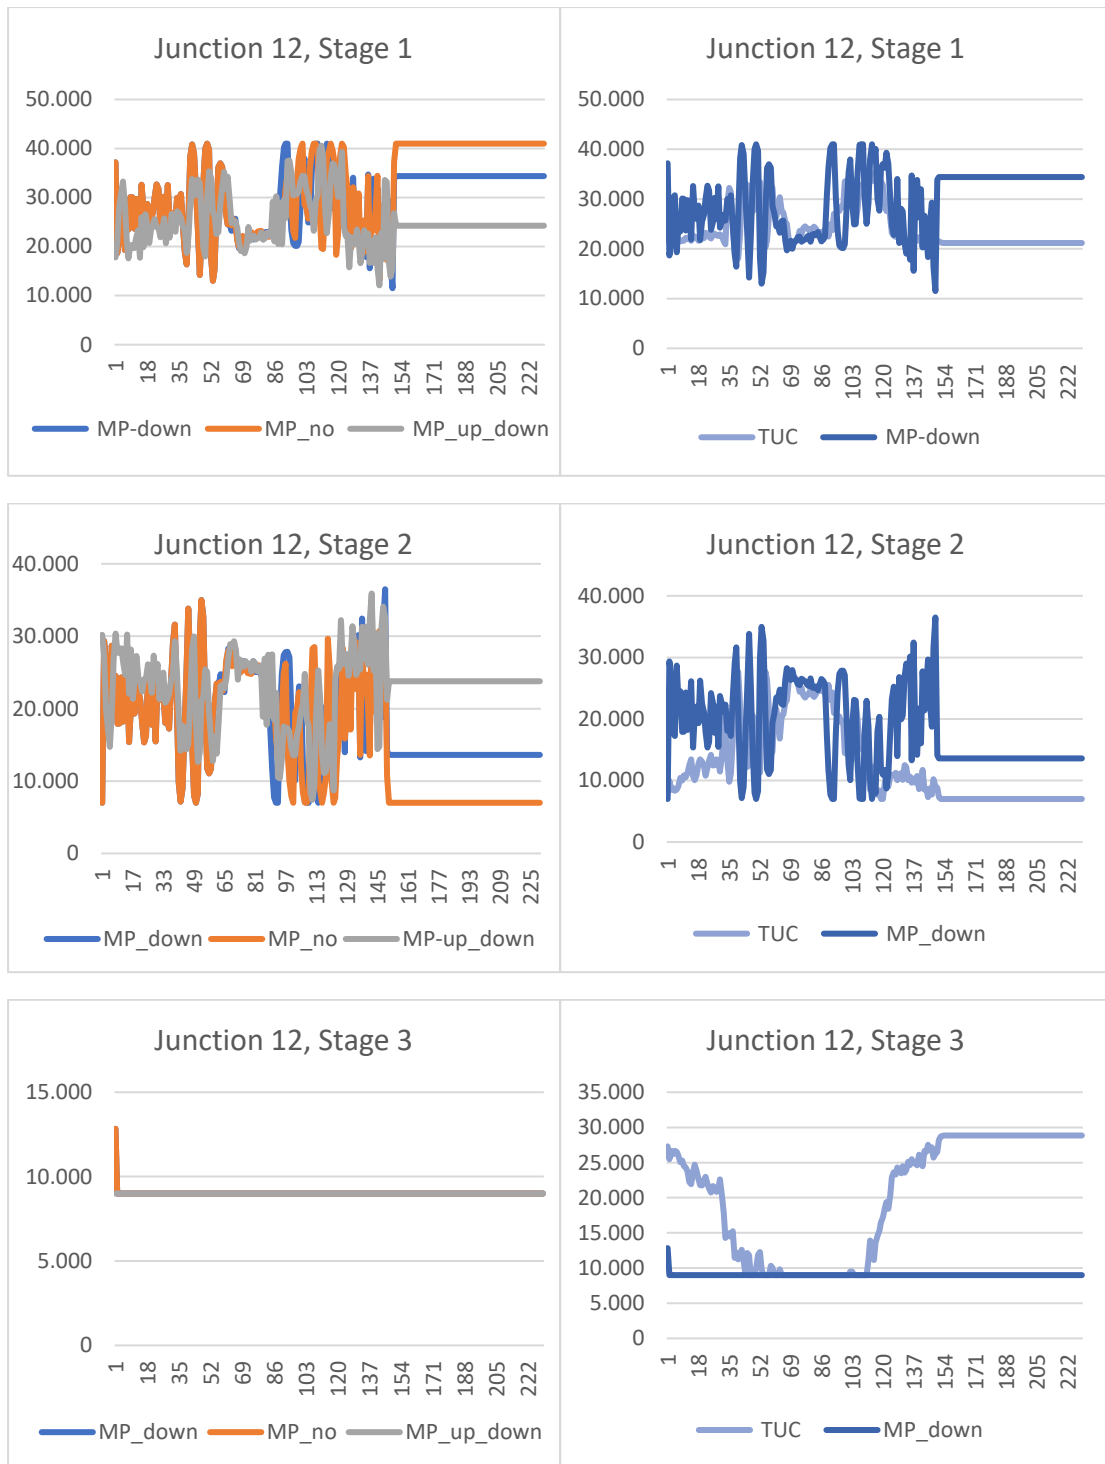 Junction 12, Stage 1
50.000
40.000
30.000
20.000
10.000
0
1 18 35 52 69 86 103 120 137 154 171 188 205 222
MP-down MP_no MP_up_down
Junction 12, Stage 1
50.000
40.000
30.000
20.000
10.000
0
1 18 35 52 69 86 103 120 137 154 171 188 205 222
TUC MP-down
Junction 12, Stage 2
40.000
30.000
20.000
10.000
0
1 17 33 49 65 81 97 113 129 145 161 177 193 209 225
MP_down MP_no MP-up_down
Junction 12, Stage 2
40.000
30.000
20.000
10.000
0
1 18 35 52 69 86 103 120 137 154 171 188 205 222
TUC MP_down
Junction 12, Stage 3
15.000
10.000
5.000
0
1 18 35 52 69 86 103 120 137 154 171 188 205 222
MP_down MP_no MP_up_down
Junction 12, Stage 3
35.000
30.000
25.000
20.000
15.000
10.000
5.000
0
1 18 35 52 69 86 103 120 137 154 171 188 205 222
TUC MP_down